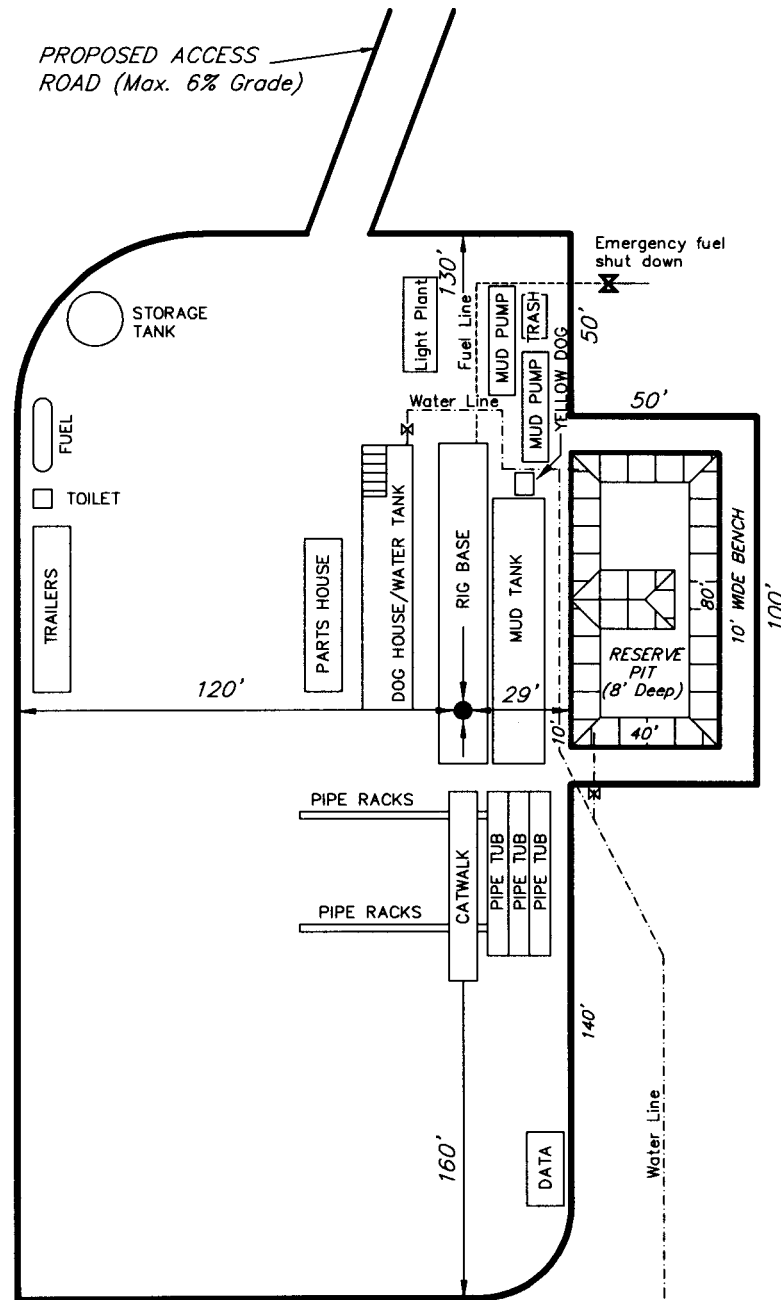 PROPOSED ACCESS
ROAD (Max. 6% Grade)
Emergency fuel
shut down
130'
50'
STORAGE
TANK
Light Plant
Fuel Line
MUD PUMP
TRASH
MUD PUMP
YELLOW DOG
Water Line
50'
FUEL
TOILET
TRAILERS
PARTS HOUSE
DOG HOUSE/WATER TANK
RIG BASE
MUD TANK
80'
10' WIDE BENCH
100'
RESERVE
PIT
(8' Deep)
120'
29'
10'
40'
PIPE RACKS
CATWALK
PIPE TUB
PIPE TUB
PIPE TUB
PIPE RACKS
140'
Water Line
160'
DATA